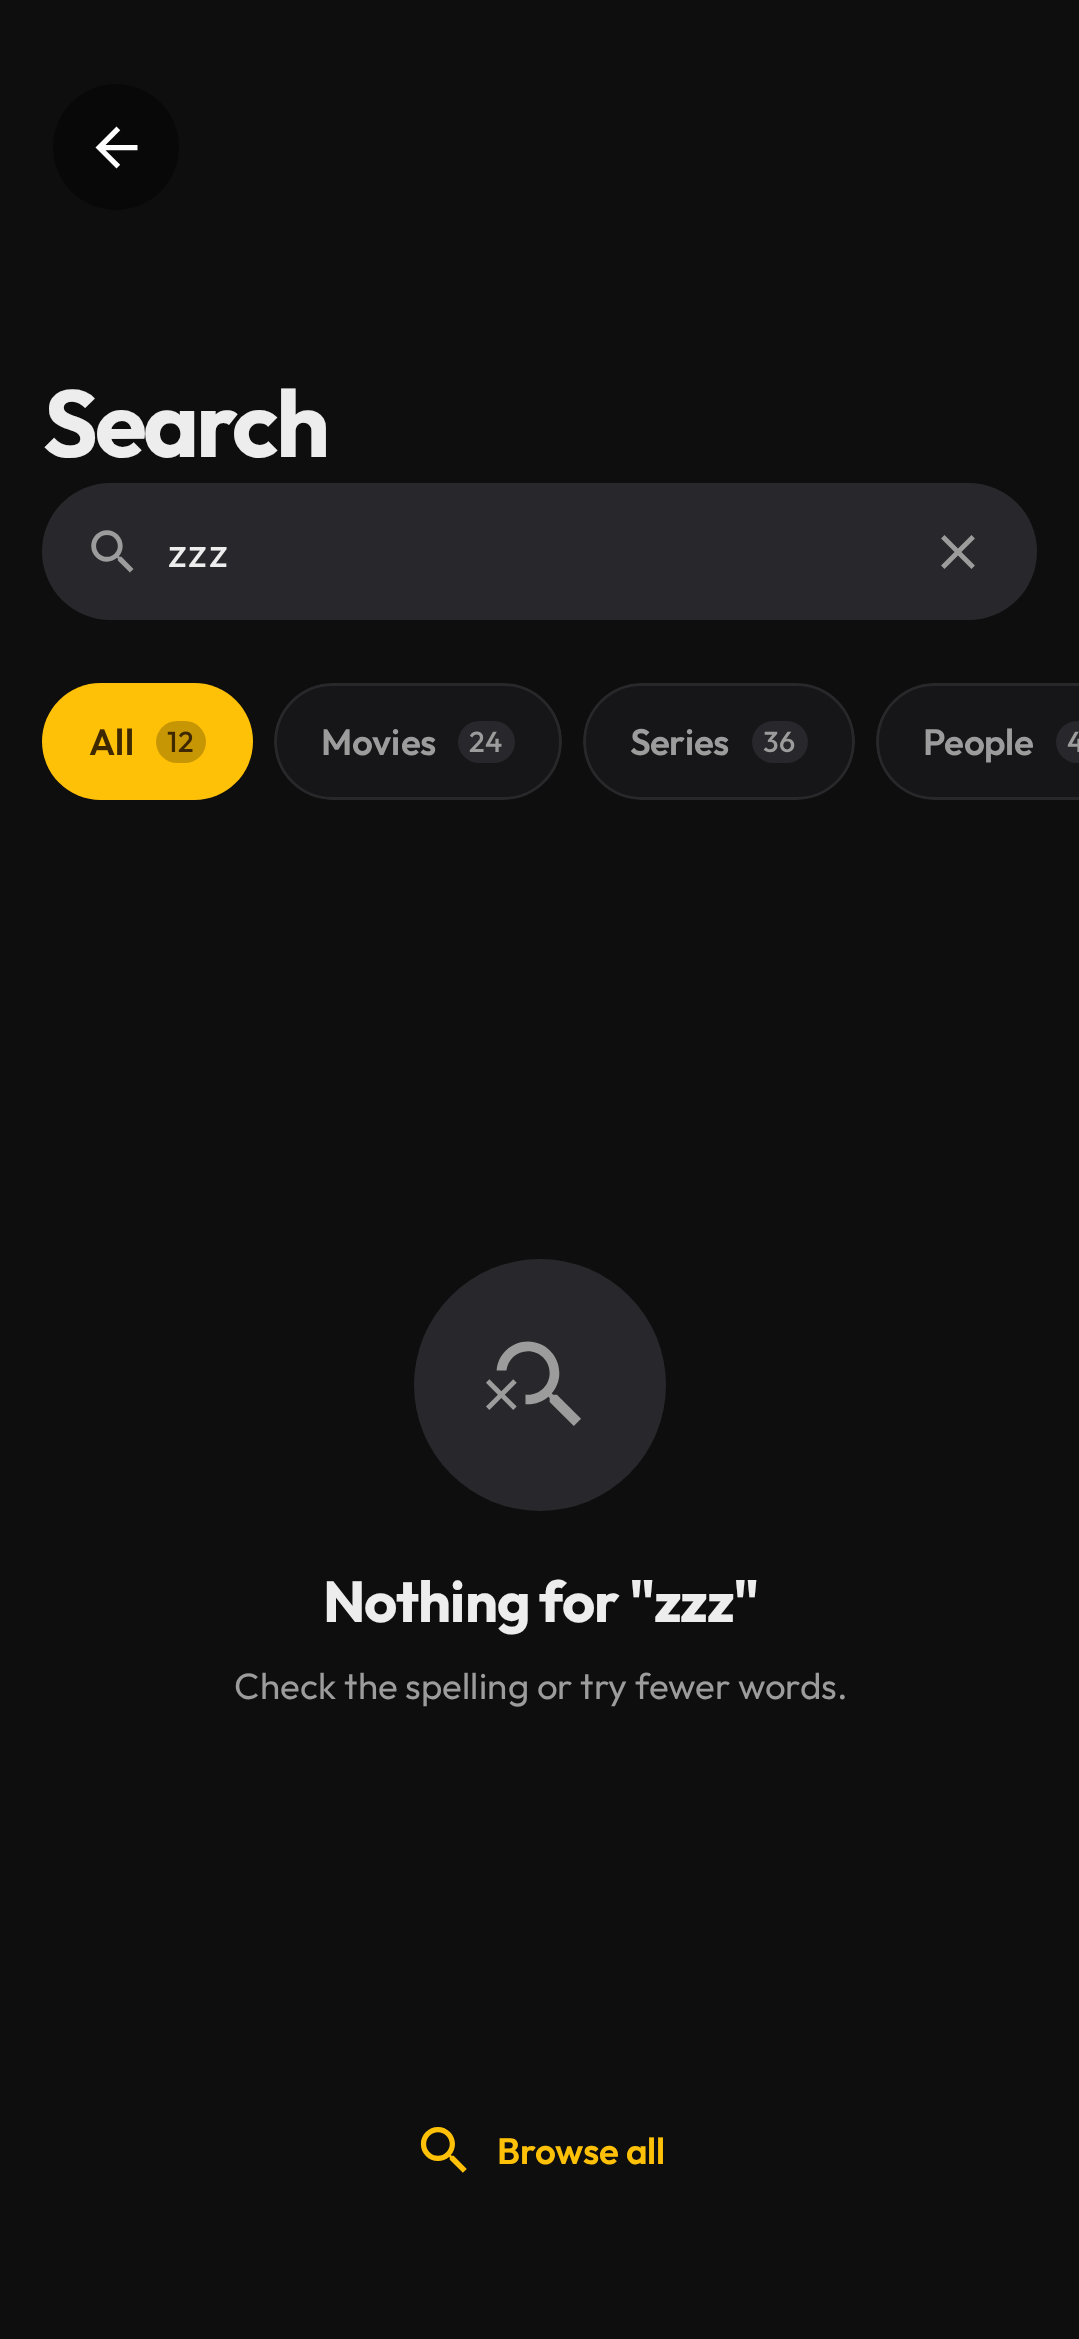 Search
zzz
All 12 Movies 24 Series 36 People
Nothing for "zzz"
Check the spelling or try fewer words.
Browse all